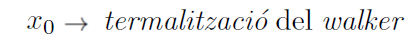 x₀ → termalització del walker